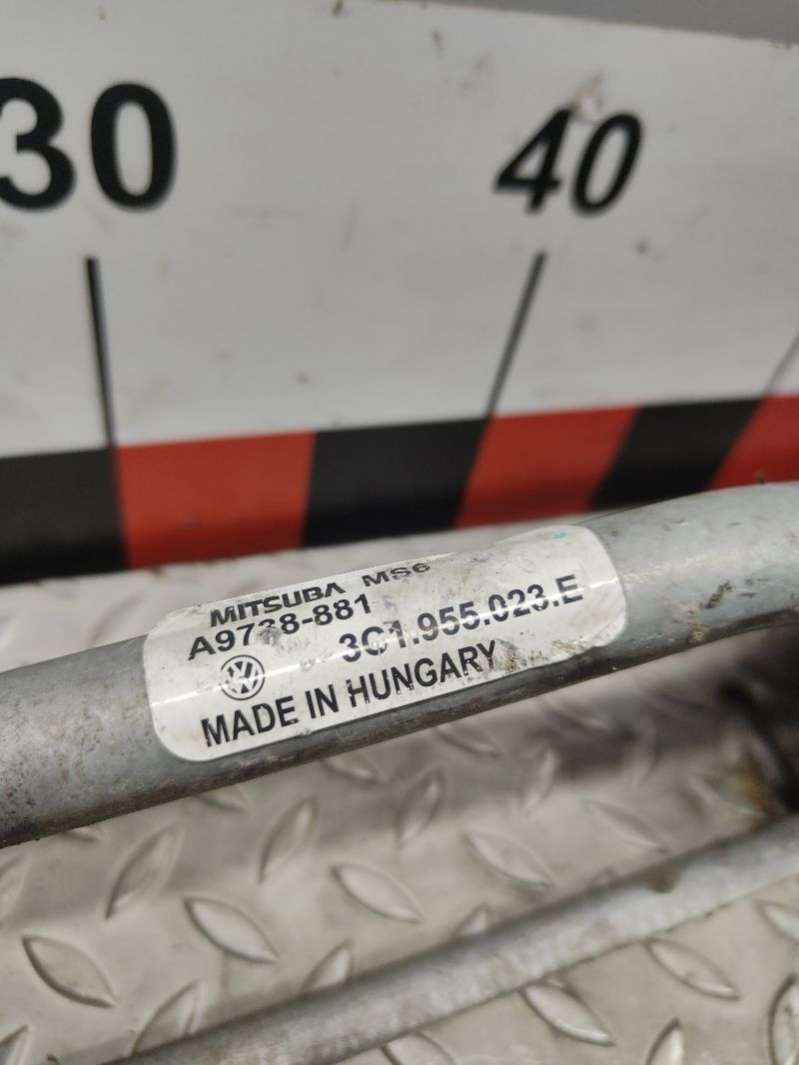 30 40
MITSUBA MS6
A9738-881
3C1.955.023.E
MADE IN HUNGARY